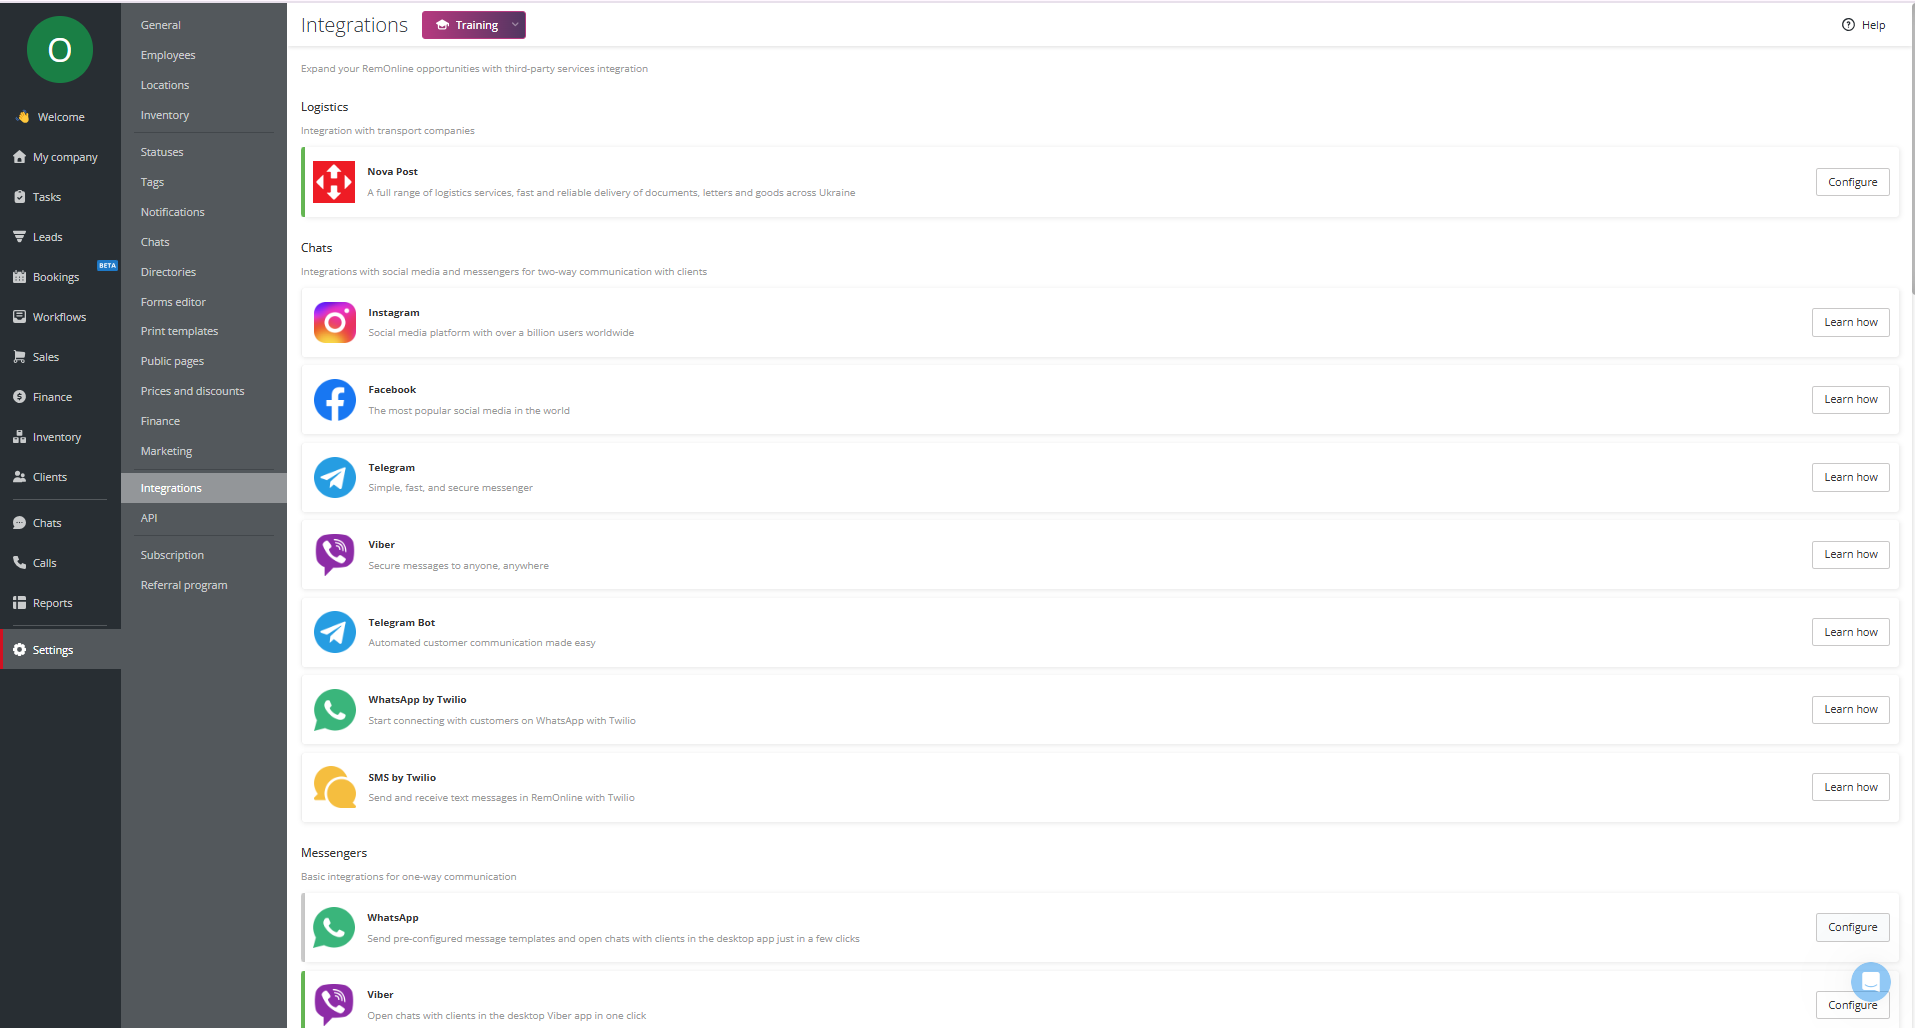 O
Welcome
My company
Tasks
Leads
Bookings
BETA
Workflows
Sales
Finance
Inventory
Clients
Chats
Calls
Reports
Settings
General
Employees
Locations
Inventory
Statuses
Tags
Notifications
Chats
Directories
Forms editor
Print templates
Public pages
Prices and discounts
Finance
Marketing
Integrations
API
Subscription
Referral program
Integrations
Training
Help
Expand your RemOnline opportunities with third-party services integration
Logistics
Integration with transport companies
Nova Post
A full range of logistics services, fast and reliable delivery of documents, letters and goods across Ukraine
Configure
Chats
Integrations with social media and messengers for two-way communication with clients
Instagram
Social media platform with over a billion users worldwide
Learn how
Facebook
The most popular social media in the world
Learn how
Telegram
Simple, fast, and secure messenger
Learn how
Viber
Secure messages to anyone, anywhere
Learn how
Telegram Bot
Automated customer communication made easy
Learn how
WhatsApp by Twilio
Start connecting with customers on WhatsApp with Twilio
Learn how
SMS by Twilio
Send and receive text messages in RemOnline with Twilio
Learn how
Messengers
Basic integrations for one-way communication
WhatsApp
Send pre-configured message templates and open chats with clients in the desktop app just in a few clicks
Configure
Viber
Open chats with clients in the desktop Viber app in one click
Configure